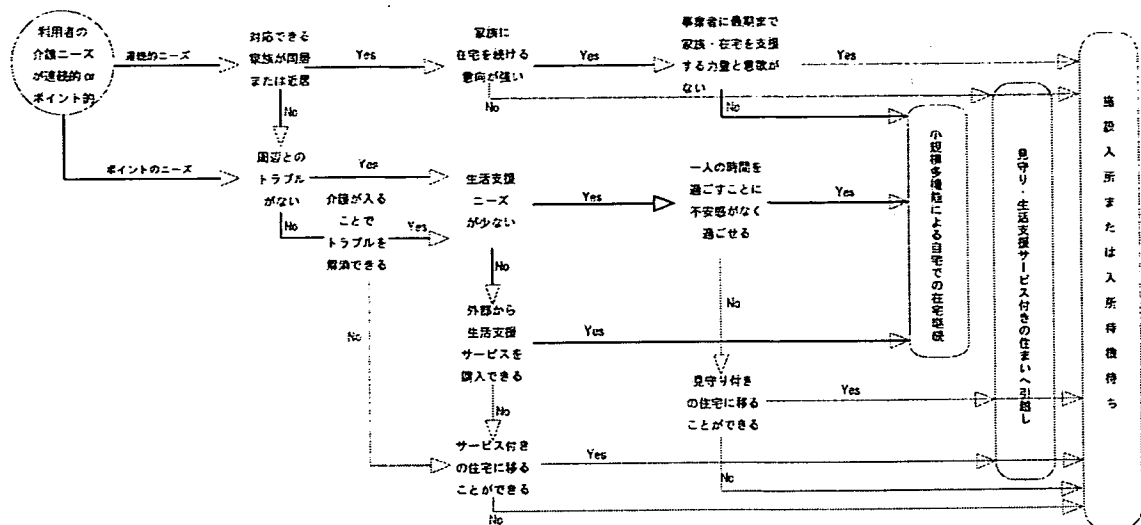 利用者の
介護ニーズ
が連続的 or
ポイント的
連続的ニーズ
対応できる
家族が同居
または近居
Yes
家族に
在宅を続ける
意向が強い
Yes
事業者に最期まで
家族・在宅を支援
する力量と意欲が
ない
Yes
No
No
No
ポイントのニーズ
周辺との
トラブル
がない
Yes
No
介護が入る
ことで
トラブルを
解消できる
Yes
No
生活支援
ニーズ
が少ない
Yes
No
一人の時間を
過ごすことに
不安感がなく
過ごせる
Yes
No
外部から
生活支援
サービスを
購入できる
Yes
No
見守り付き
の住宅に移る
ことができる
Yes
No
サービス付き
の住宅に移る
ことができる
Yes
No
小規模多機能による自宅での在宅継続
見守り・生活支援サービス付きの住まいへ引越し
施設入所または入所待機待ち